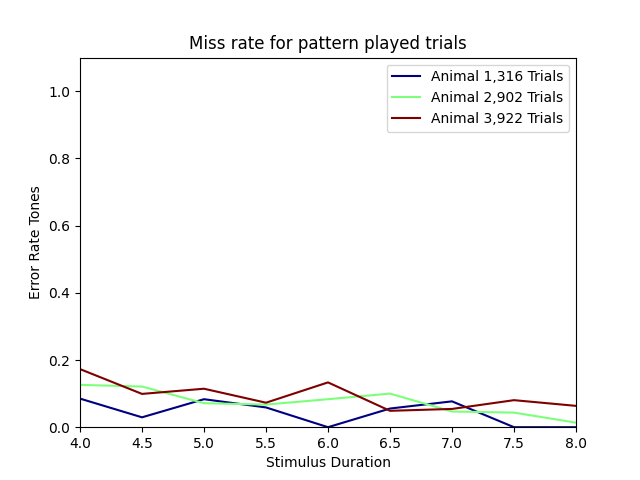 Miss rate for pattern played trials
Animal 1,316 Trials
Animal 2,902 Trials
Animal 3,922 Trials
1.0
0.8
0.6
0.4
0.2
0.0
Error Rate Tones
4.0 4.5 5.0 5.5 6.0 6.5 7.0 7.5 8.0
Stimulus Duration